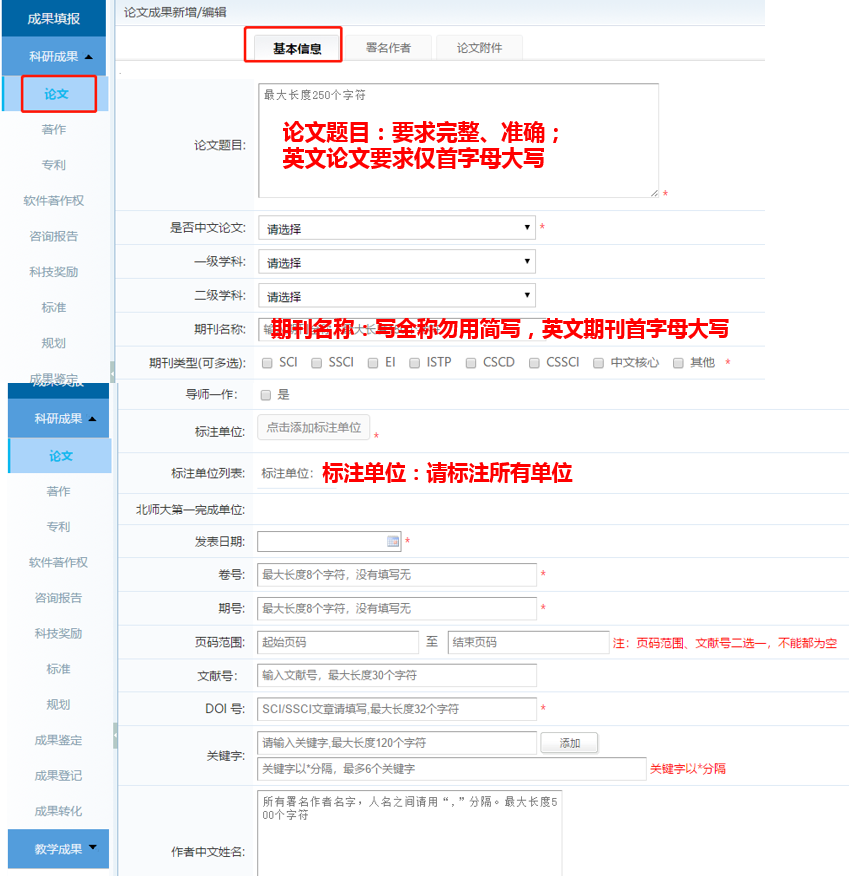 成果填报
论文成果新增/编辑
科研成果
基本信息
署名作者
论文附件
论文
著作
专利
软件著作权
咨询报告
科技奖励
标准
规划
成果鉴定
论文题目:
最大长度250个字符
论文题目：要求完整、准确；
英文论文要求仅首字母大写
*
是否中文论文:
请选择
*
一级学科:
请选择
二级学科:
请选择
期刊名称:
期刊名称：写全称勿用简写，英文期刊首字母大写
期刊类型(可多选):
SCI
SSCI
EI
ISTP
CSCD
CSSCI
中文核心
其他
*
导师一作:
是
标注单位:
点击添加标注单位
*
标注单位列表:
标注单位:
标注单位：请标注所有单位
北师大第一完成单位:
发表日期:
*
卷号:
最大长度8个字符，没有填写无
*
期号:
最大长度8个字符，没有填写无
*
页码范围:
起始页码
至
结束页码
注：页码范围、文献号二选一，不能都为空
文献号:
输入文献号，最大长度30个字符
DOI 号:
SCI/SSCI文章请填写,最大长度32个字符
*
关键字:
请输入关键字,最大长度120个字符
添加
关键字以*分隔，最多6个关键字
关键字以*分隔
作者中文姓名:
所有署名作者名字，人名之间请用“,”分隔。最大长度5
00个字符
成果填报
科研成果
论文
著作
专利
软件著作权
咨询报告
科技奖励
标准
规划
成果鉴定
成果登记
成果转化
教学成果